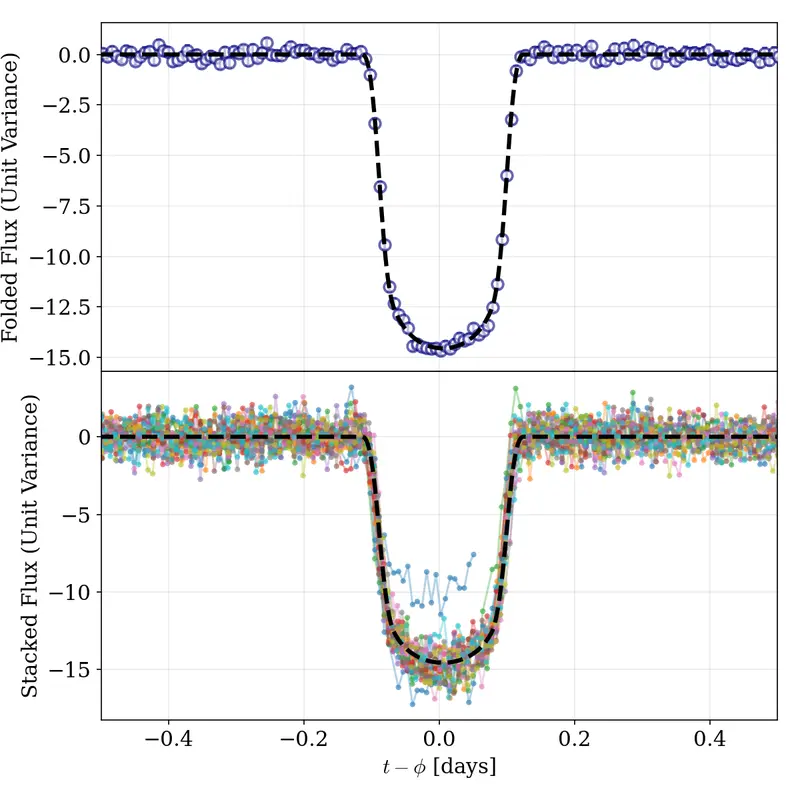 Folded Flux (Unit Variance)
0.0
−2.5
−5.0
−7.5
−10.0
−12.5
−15.0
Stacked Flux (Unit Variance)
0
−5
−10
−15
−0.4 −0.2 0.0 0.2 0.4
t − ϕ [days]